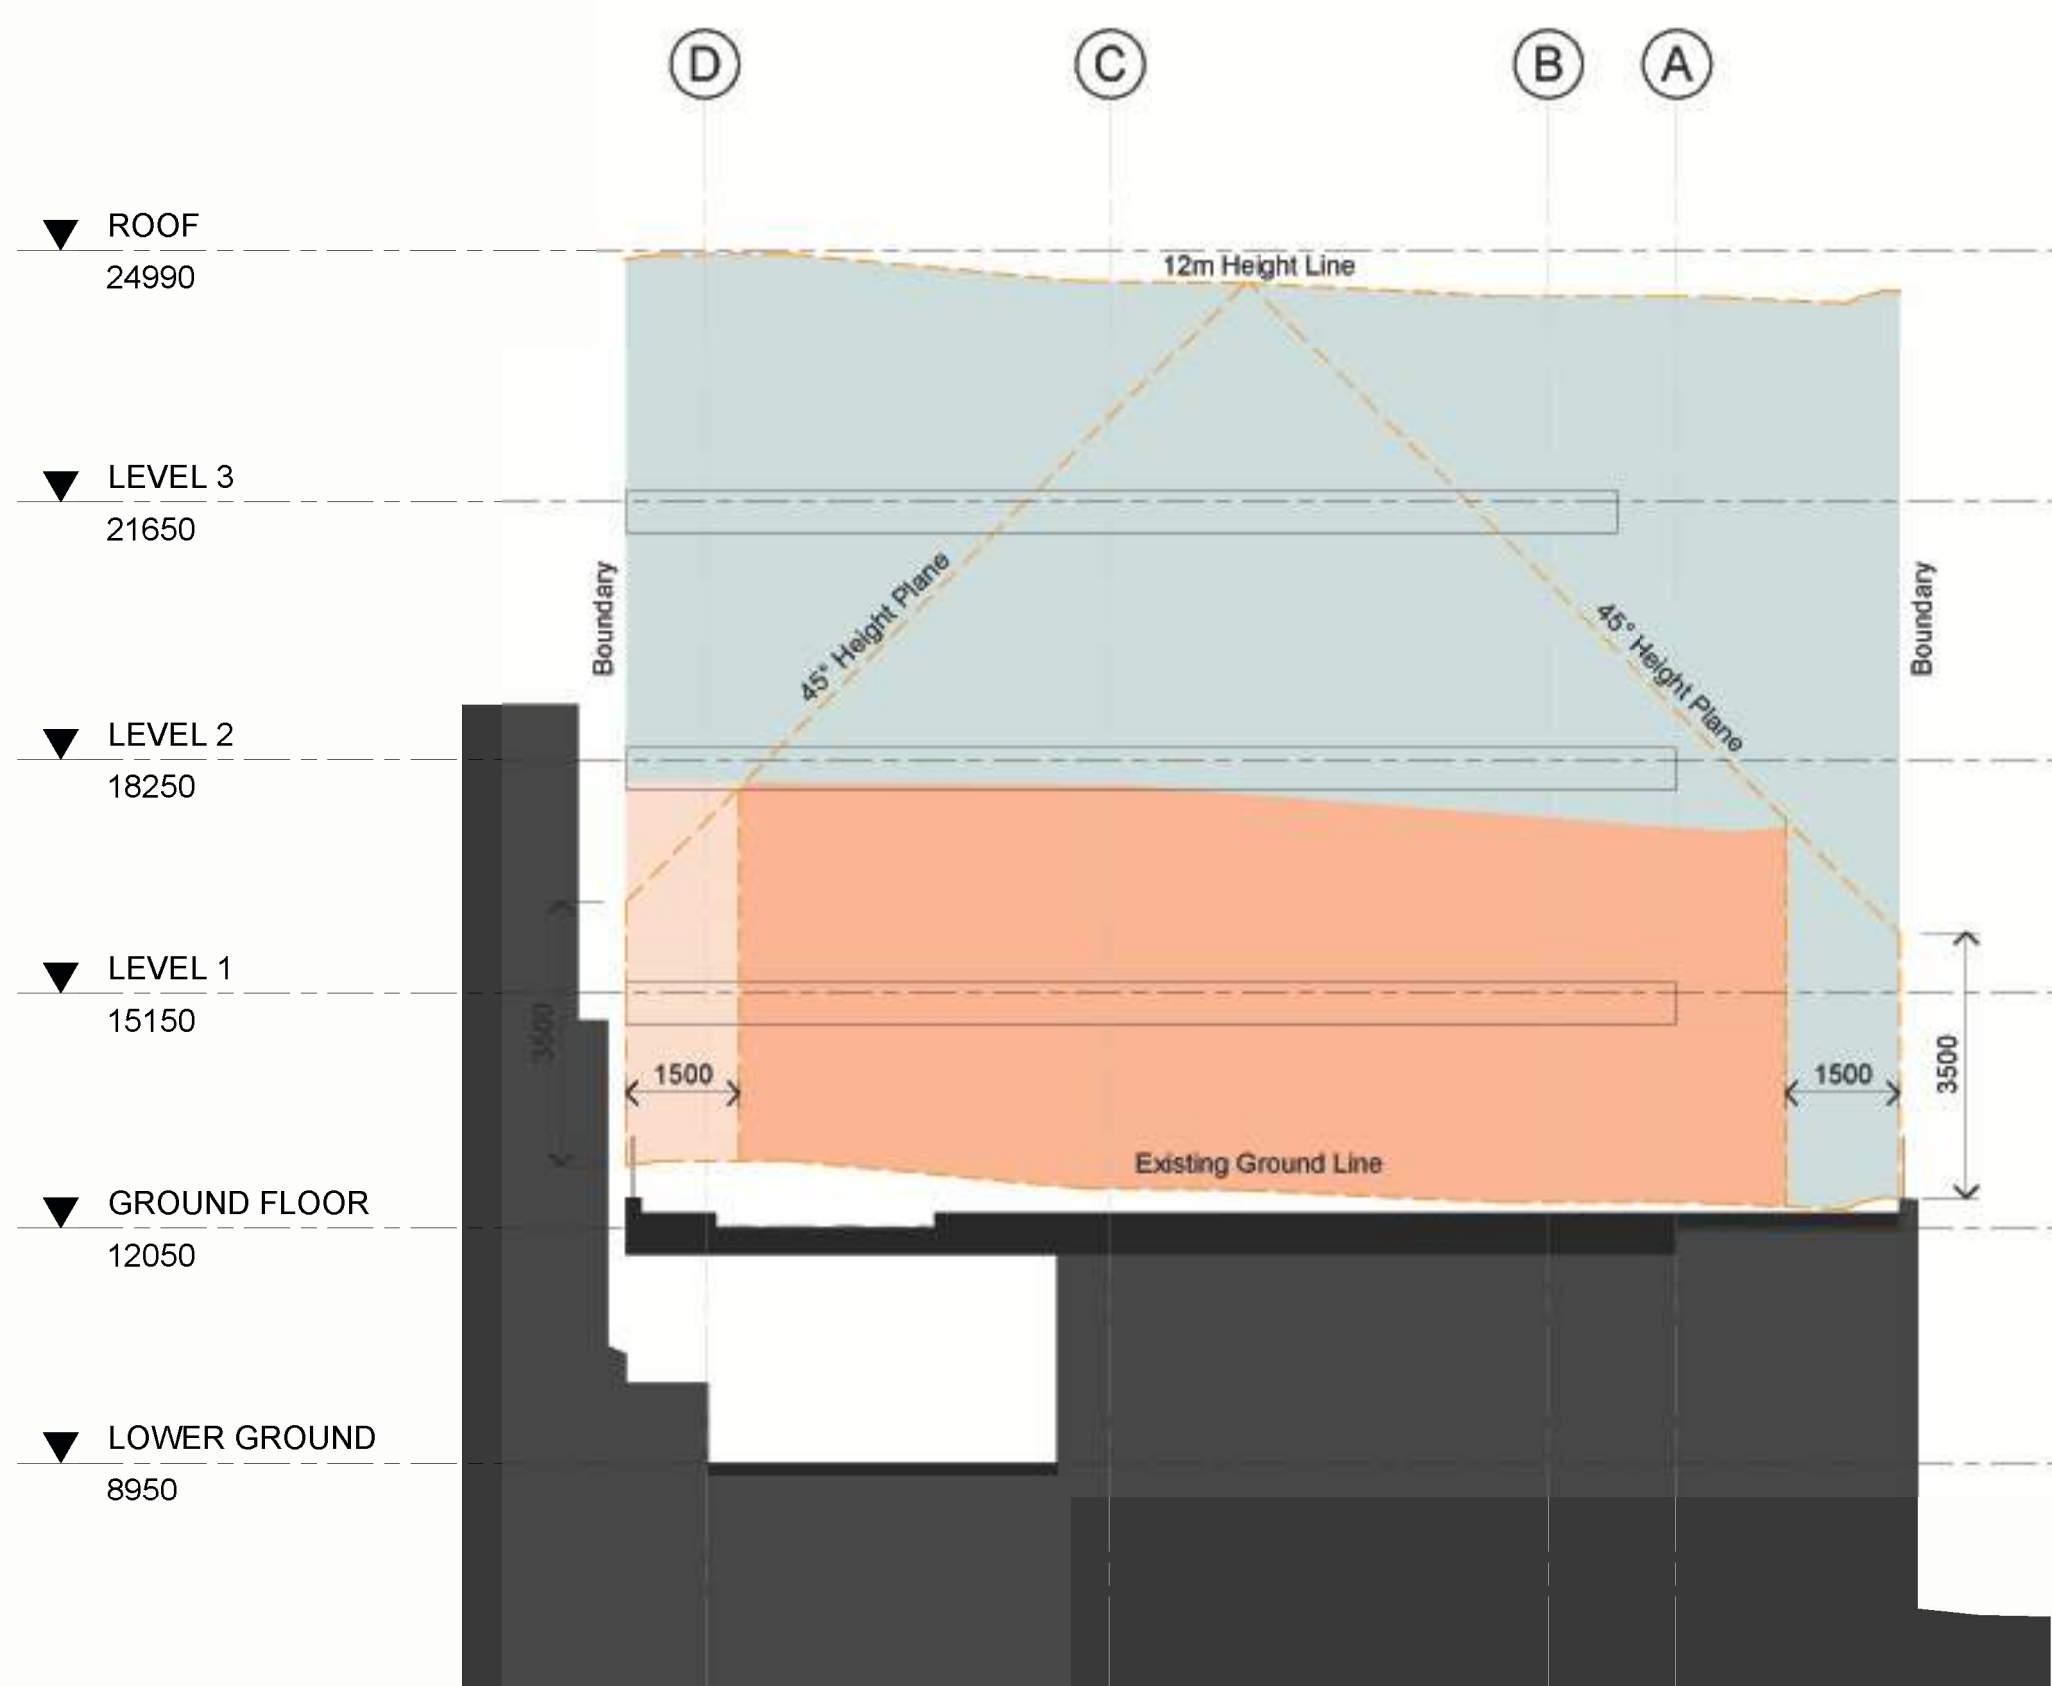 D
C
B
A
ROOF
24990
12m Height Line
LEVEL 3
21650
Boundary
45° Height Plane
45° Height Plane
Boundary
LEVEL 2
18250
LEVEL 1
15150
3500
1500
1500
3500
Existing Ground Line
GROUND FLOOR
12050
LOWER GROUND
8950